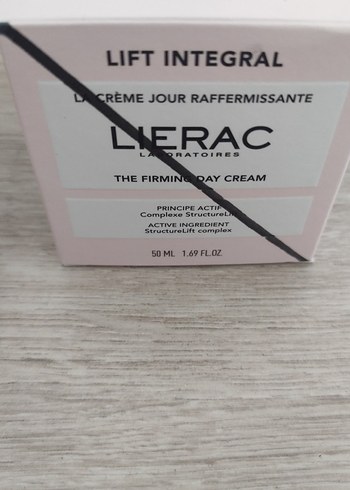 LIFT INTEGRAL
LA CRÈME JOUR RAFFERMISSANTE
LIERAC
LABORATOIRES
THE FIRMING DAY CREAM
PRINCIPE ACTIF
Complexe StructureLift
ACTIVE INGREDIENT
StructureLift complex
50 ML 1.69 FL.OZ.